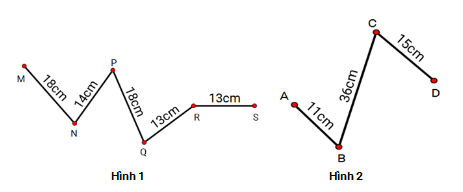 M
18cm
N
14cm
P
18cm
Q
13cm
R
13cm
S
Hình 1
A
11cm
B
36cm
C
15cm
D
Hình 2